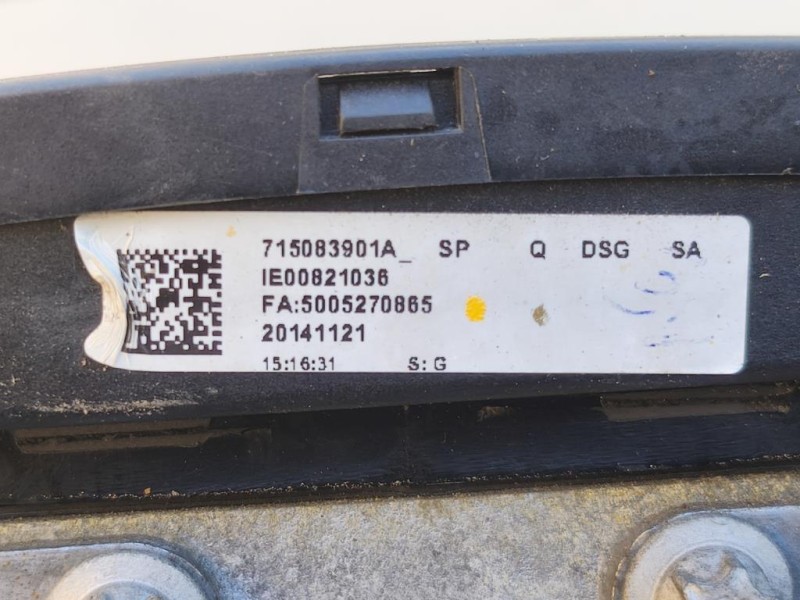 715083901A_ SP Q DSG SA
IE00821036
FA:5005270865
20141121
15:16:31 S: G